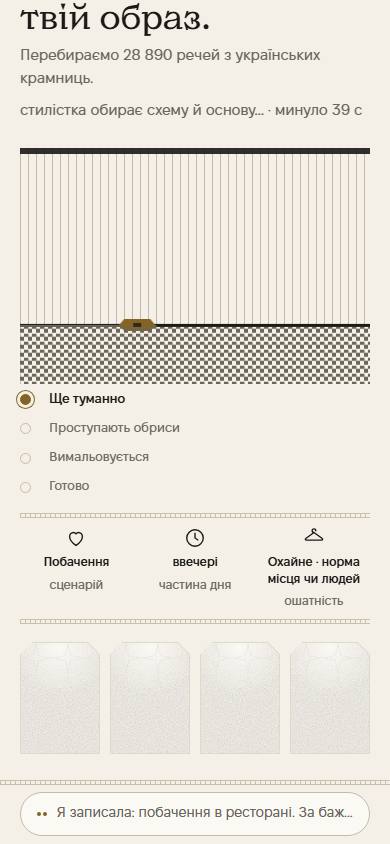 твій образ.
Перебираємо 28 890 речей з українських
крамниць.
стилістка обирає схему й основу... · минуло 39 с
Ще туманно
Проступають обриси
Вимальовується
Готово
Побачення
сценарій
ввечері
частина дня
Охайне · норма
місця чи людей
ошатність
Я записала: побачення в ресторані. За баж...